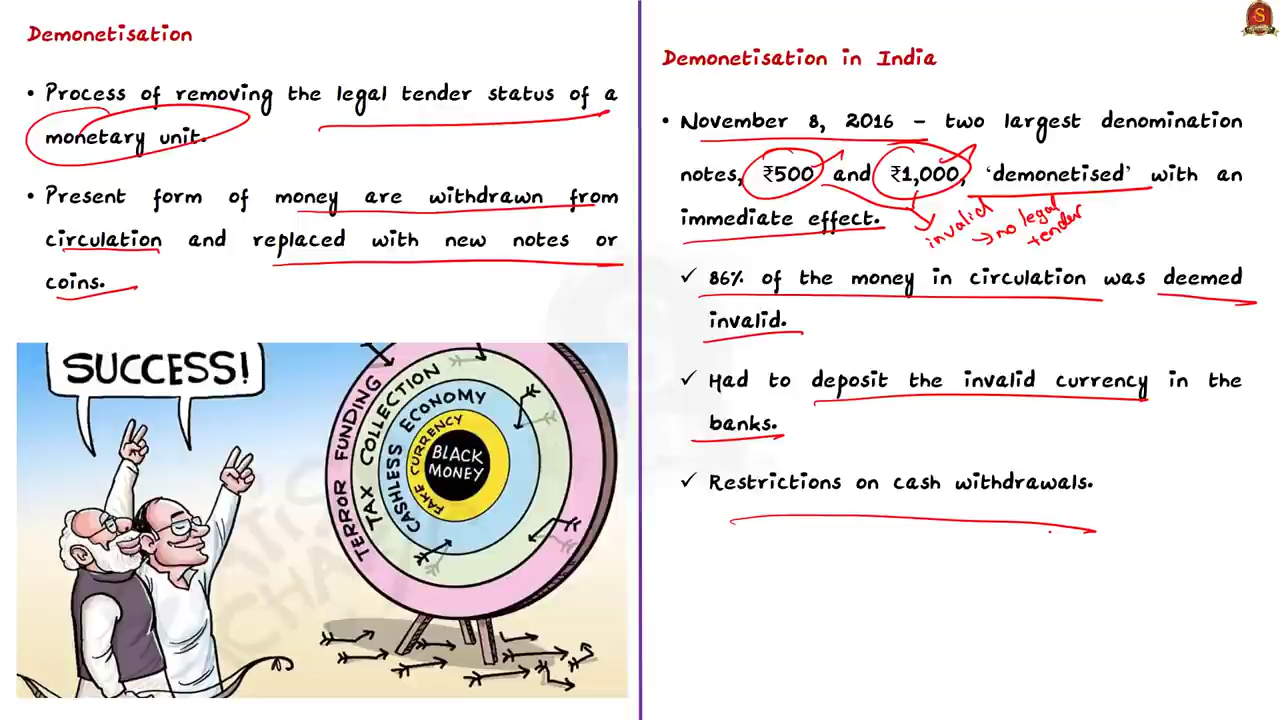 Demonetisation
• Process of removing the legal tender status of a
monetary unit.
• Present form of money are withdrawn from
circulation and replaced with new notes or
coins.
SUCCESS!
TERROR FUNDING
TAX COLLECTION
CASHLESS ECONOMY
FAKE CURRENCY
BLACK
MONEY
Demonetisation in India
• November 8, 2016 – two largest denomination
notes, ₹500 and ₹1,000, ‘demonetised’ with an
immediate effect.
invalid
→ no legal
tender
✓ 86% of the money in circulation was deemed
invalid.
✓ Had to deposit the invalid currency in the
banks.
✓ Restrictions on cash withdrawals.
S